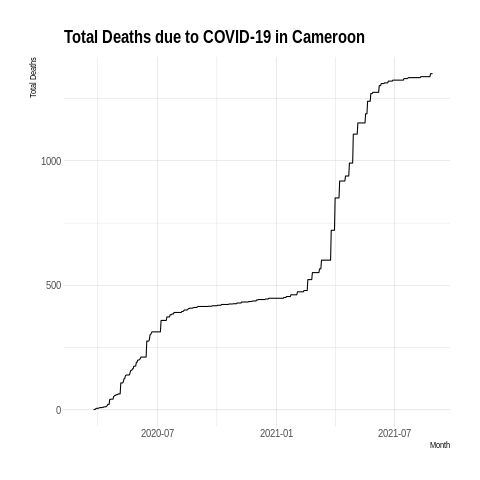 Total Deaths due to COVID-19 in Cameroon
Total Deaths
1000
500
0
2020-07
2021-01
2021-07
Month